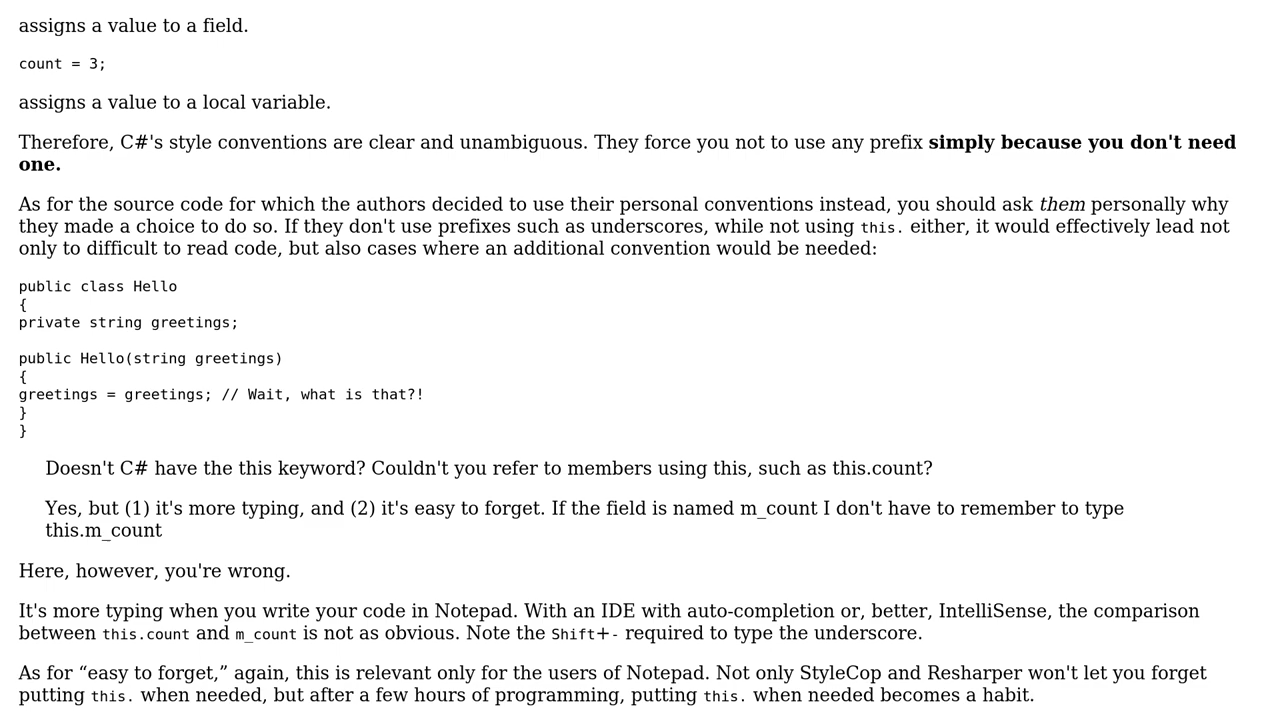 assigns a value to a field.
count = 3;
assigns a value to a local variable.
Therefore, C#'s style conventions are clear and unambiguous. They force you not to use any prefix simply because you don't need
one.
As for the source code for which the authors decided to use their personal conventions instead, you should ask them personally why
they made a choice to do so. If they don't use prefixes such as underscores, while not using this. either, it would effectively lead not
only to difficult to read code, but also cases where an additional convention would be needed:
public class Hello
{
private string greetings;
public Hello(string greetings)
{
greetings = greetings; // Wait, what is that?!
}
}
Doesn't C# have the this keyword? Couldn't you refer to members using this, such as this.count?
Yes, but (1) it's more typing, and (2) it's easy to forget. If the field is named m_count I don't have to remember to type
this.m_count
Here, however, you're wrong.
It's more typing when you write your code in Notepad. With an IDE with auto-completion or, better, IntelliSense, the comparison
between this.count and m_count is not as obvious. Note the Shift+- required to type the underscore.
As for “easy to forget,” again, this is relevant only for the users of Notepad. Not only StyleCop and Resharper won't let you forget
putting this. when needed, but after a few hours of programming, putting this. when needed becomes a habit.